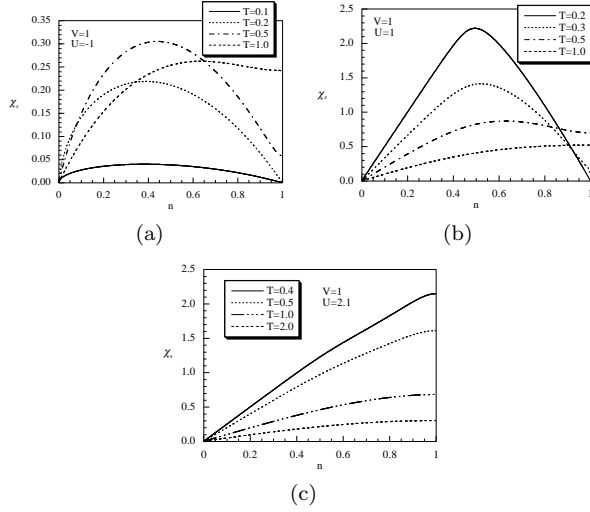 T=0.1
T=0.2
T=0.5
T=1.0
V=1
U=-1
0.35
0.30
0.25
0.20
0.15
0.10
0.05
0.00
χs
0 0.2 0.4 0.6 0.8 1
n
(a)
T=0.2
T=0.3
T=0.5
T=1.0
V=1
U=1
2.5
2.0
1.5
1.0
0.5
0.0
χs
0 0.2 0.4 0.6 0.8 1
n
(b)
T=0.4
T=0.5
T=1.0
T=2.0
V=1
U=2.1
2.5
2.0
1.5
1.0
0.5
0.0
χs
0 0.2 0.4 0.6 0.8 1
n
(c)